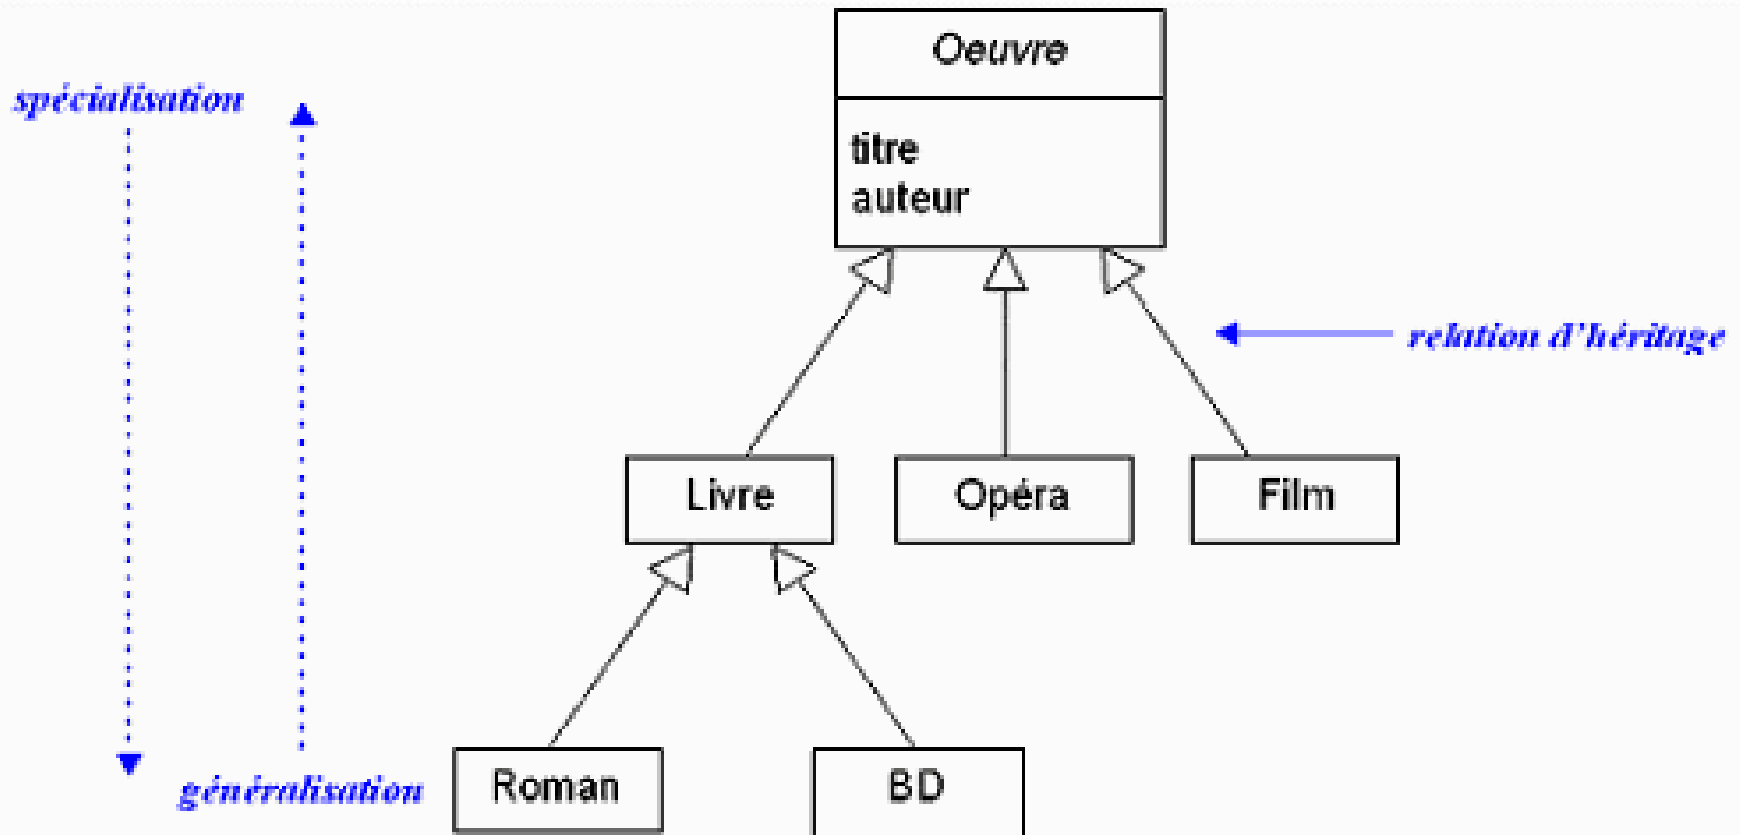 Oeuvre
spécialisation
titre
auteur
relation d'héritage
Livre
Opéra
Film
Roman
BD
généralisation